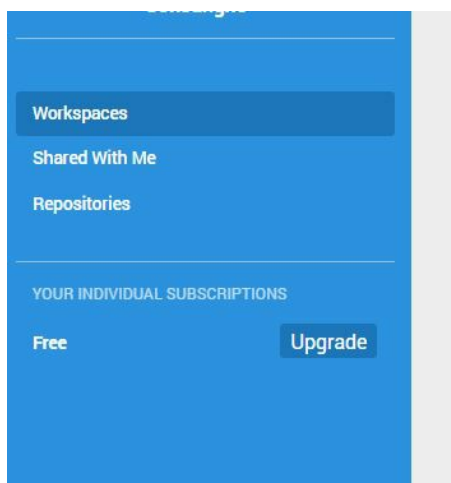 Workspaces
Shared With Me
Repositories
YOUR INDIVIDUAL SUBSCRIPTIONS
Free
Upgrade